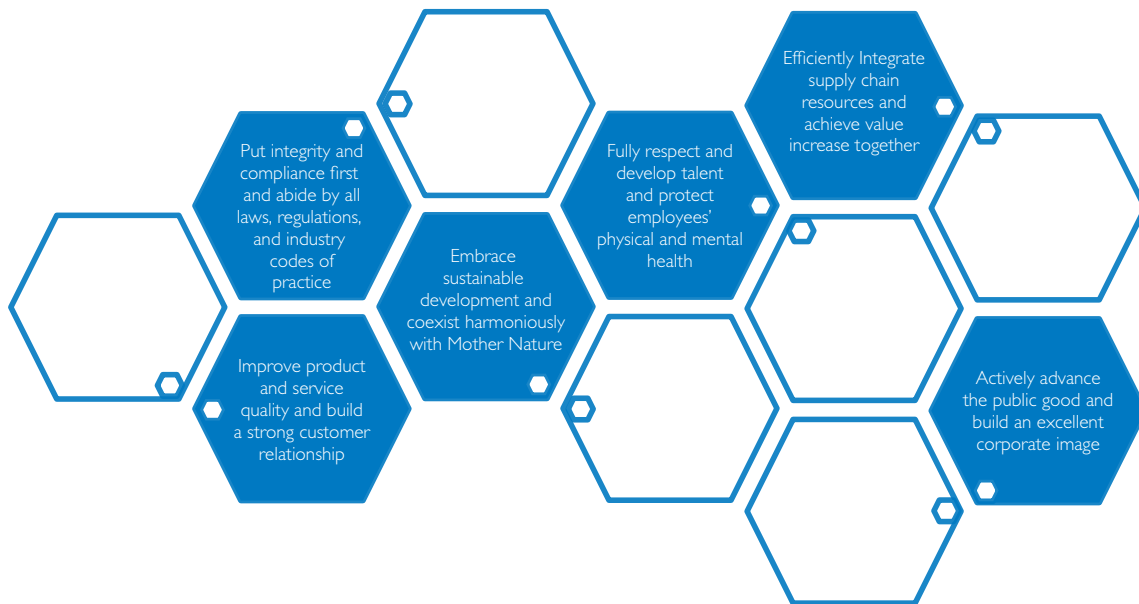 Put integrity and
compliance first
and abide by all
laws, regulations,
and industry
codes of
practice
Improve product
and service
quality and build
a strong customer
relationship
Embrace
sustainable
development and
coexist harmoniously
with Mother Nature
Fully respect and
develop talent
and protect
employees’
physical and mental
health
Efficiently Integrate
supply chain
resources and
achieve value
increase together
Actively advance
the public good and
build an excellent
corporate image